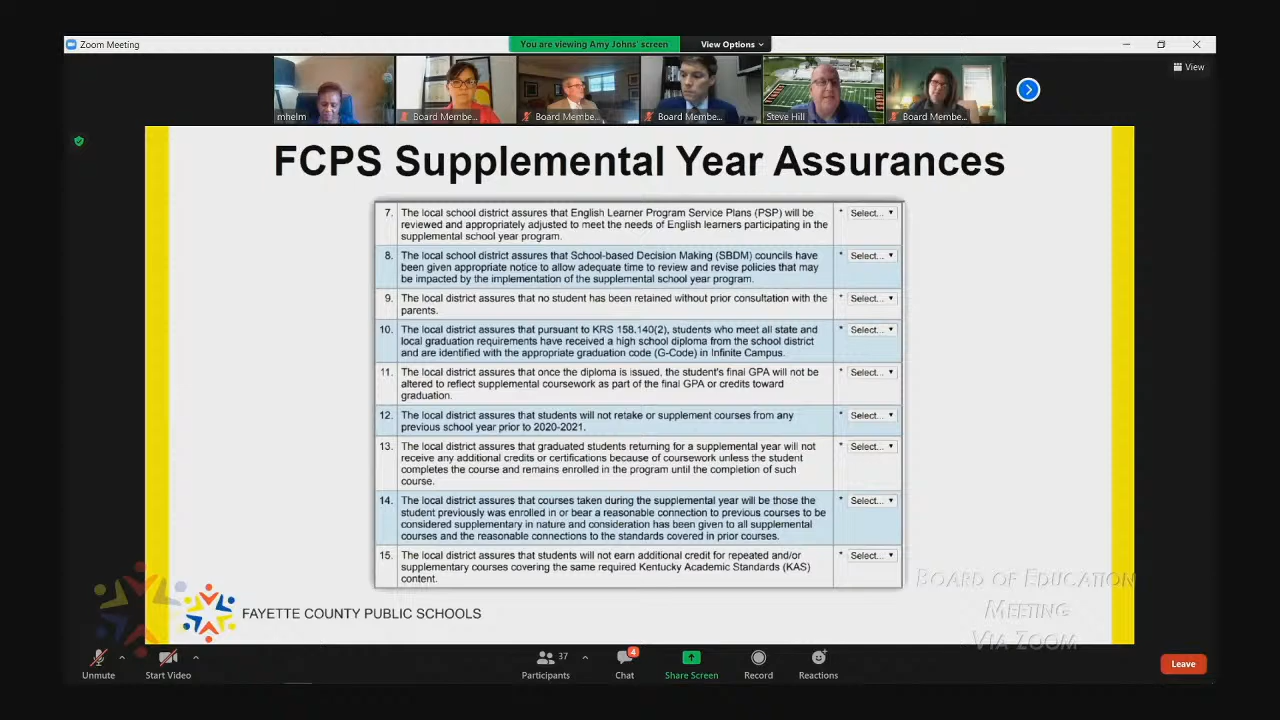 Zoom Meeting
You are viewing Amy Johns' screen
View Options
View
mhelm
Board Membe...
Board Membe...
Board Membe...
Steve Hill
Board Membe...
FCPS Supplemental Year Assurances
7. The local school district assures that English Learner Program Service Plans (PSP) will be * Select...
reviewed and appropriately adjusted to meet the needs of English learners participating in the
supplemental school year program.
8. The local school district assures that School-based Decision Making (SBDM) councils have * Select...
been given appropriate notice to allow adequate time to review and revise policies that may
be impacted by the implementation of the supplemental school year program.
9. The local district assures that no student has been retained without prior consultation with the * Select...
parents.
10. The local district assures that pursuant to KRS 158.140(2), students who meet all state and * Select...
local graduation requirements have received a high school diploma from the school district
and are identified with the appropriate graduation code (G-Code) in Infinite Campus.
11. The local district assures that once the diploma is issued, the student's final GPA will not be * Select...
altered to reflect supplemental coursework as part of the final GPA or credits toward
graduation.
12. The local district assures that students will not retake or supplement courses from any * Select...
previous school year prior to 2020-2021.
13. The local district assures that graduated students returning for a supplemental year will not * Select...
receive any additional credits or certifications because of coursework unless the student
completes the course and remains enrolled in the program until the completion of such
course.
14. The local district assures that courses taken during the supplemental year will be those the * Select...
student previously was enrolled in or bear a reasonable connection to previous courses to be
considered supplementary in nature and consideration has been given to all supplemental
courses and the reasonable connections to the standards covered in prior courses.
15. The local district assures that students will not earn additional credit for repeated and/or * Select...
supplementary courses covering the same required Kentucky Academic Standards (KAS)
content.
FAYETTE COUNTY PUBLIC SCHOOLS
BOARD OF EDUCATION
MEETING
VIA ZOOM
Unmute
Start Video
37
Participants
4
Chat
Share Screen
Record
Reactions
Leave